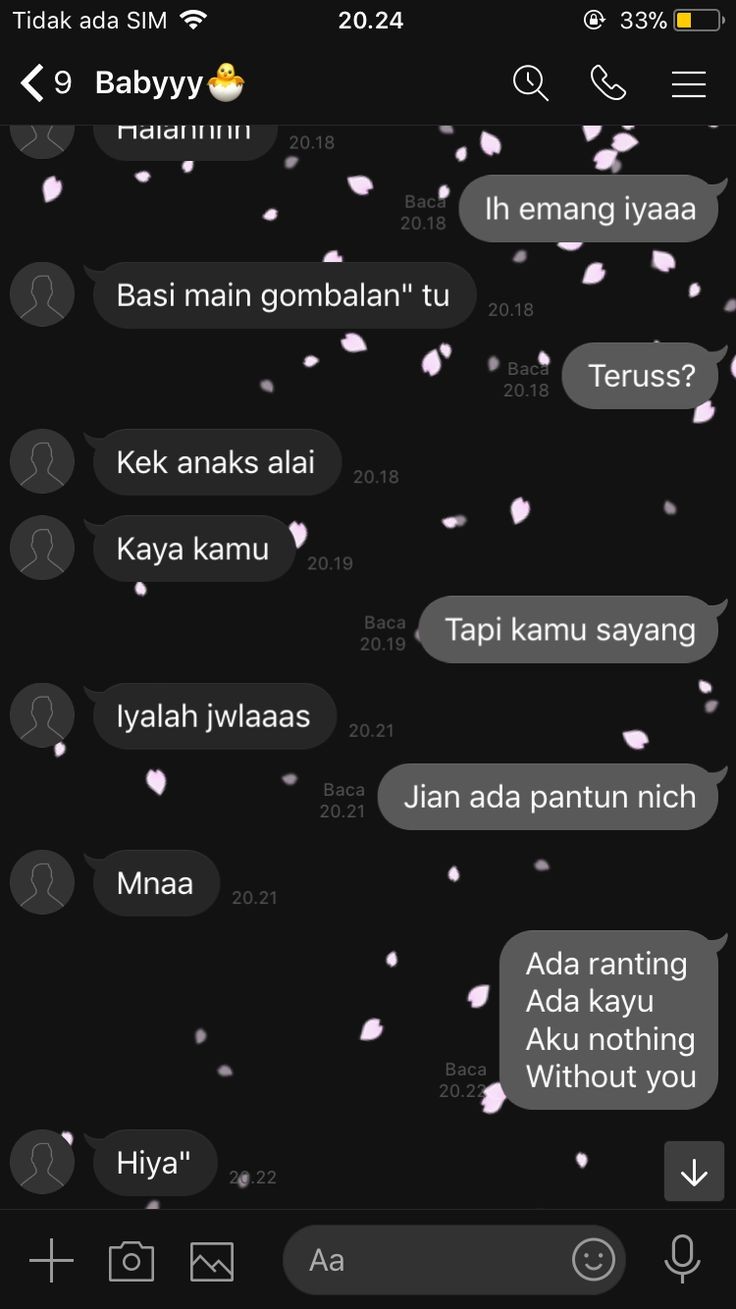 Tidak ada SIM 20.24 33%
9 Babyyy🐣
Halahhhh
20.18
Ih emang iyaaa
Baca
20.18
Basi main gombalan" tu
20.18
Teruss?
Baca
20.18
Kek anaks alai
20.18
Kaya kamu
20.19
Tapi kamu sayang
Baca
20.19
Iyalah jwlaaas
20.21
Jian ada pantun nich
Baca
20.21
Mnaa
20.21
Ada ranting
Ada kayu
Aku nothing
Without you
Baca
20.22
Hiya"
20.22
Aa